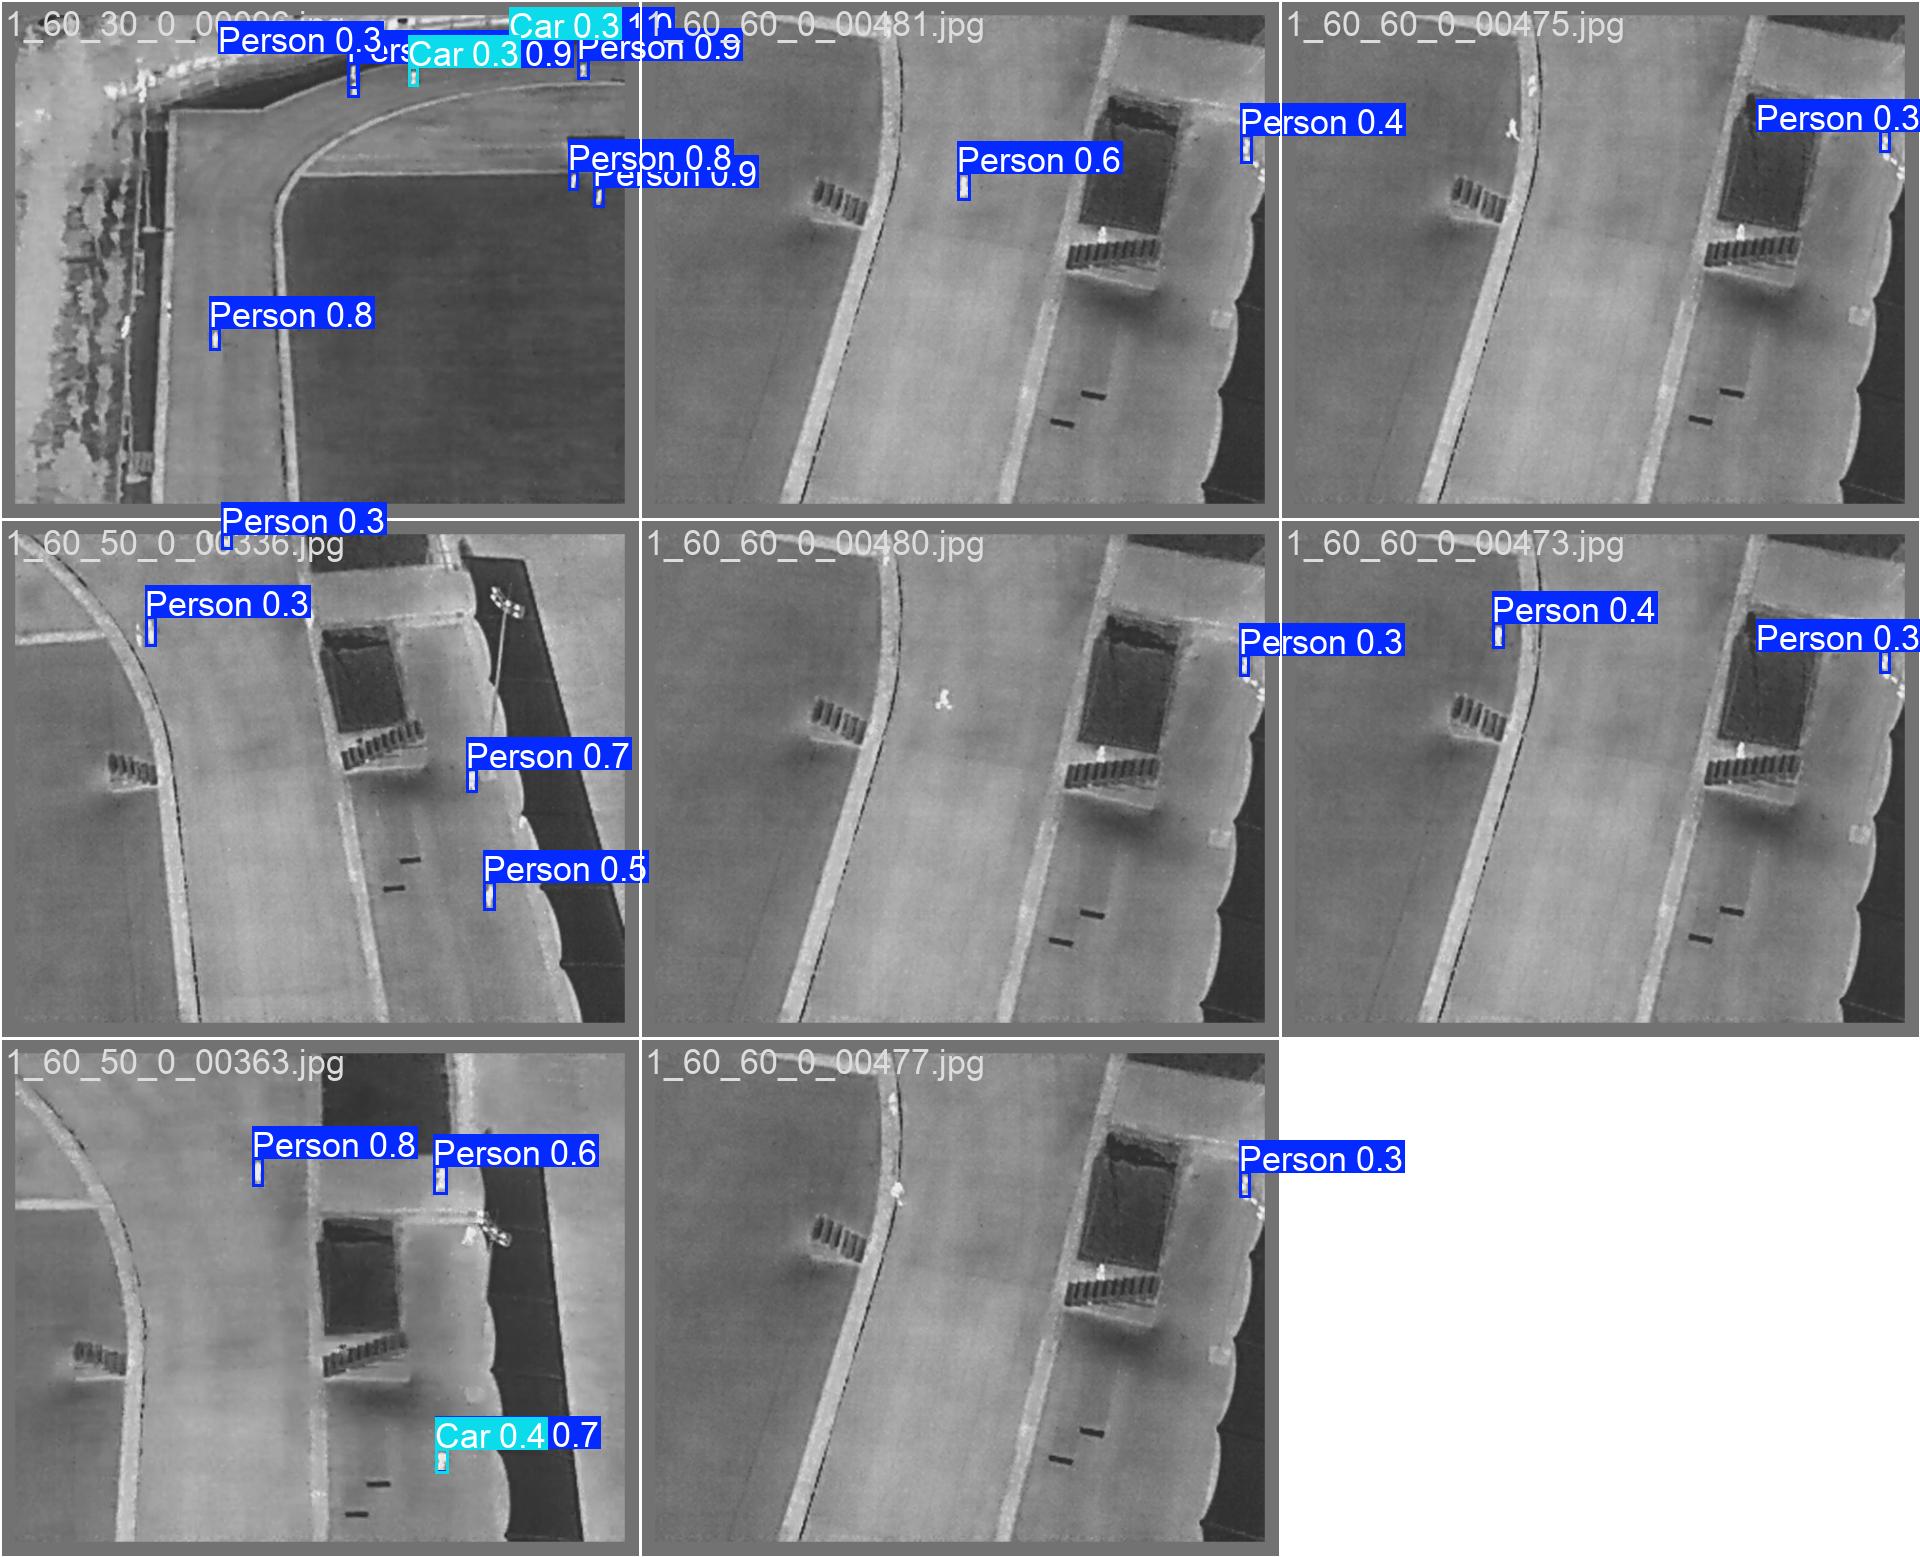 Person 0.3
Car 0.3
Car 0.3 0.9
Person 0.9
Person 0.8
Person 0.9
Person 0.8
1_60_60_0_00481.jpg
Person 0.6
Person 0.4
1_60_60_0_00475.jpg
Person 0.3
1_60_50_0_00336.jpg
Person 0.3
Person 0.3
Person 0.7
Person 0.5
1_60_60_0_00480.jpg
Person 0.3
1_60_60_0_00473.jpg
Person 0.4
Person 0.3
1_60_50_0_00363.jpg
Person 0.8
Person 0.6
Car 0.4 0.7
1_60_60_0_00477.jpg
Person 0.3